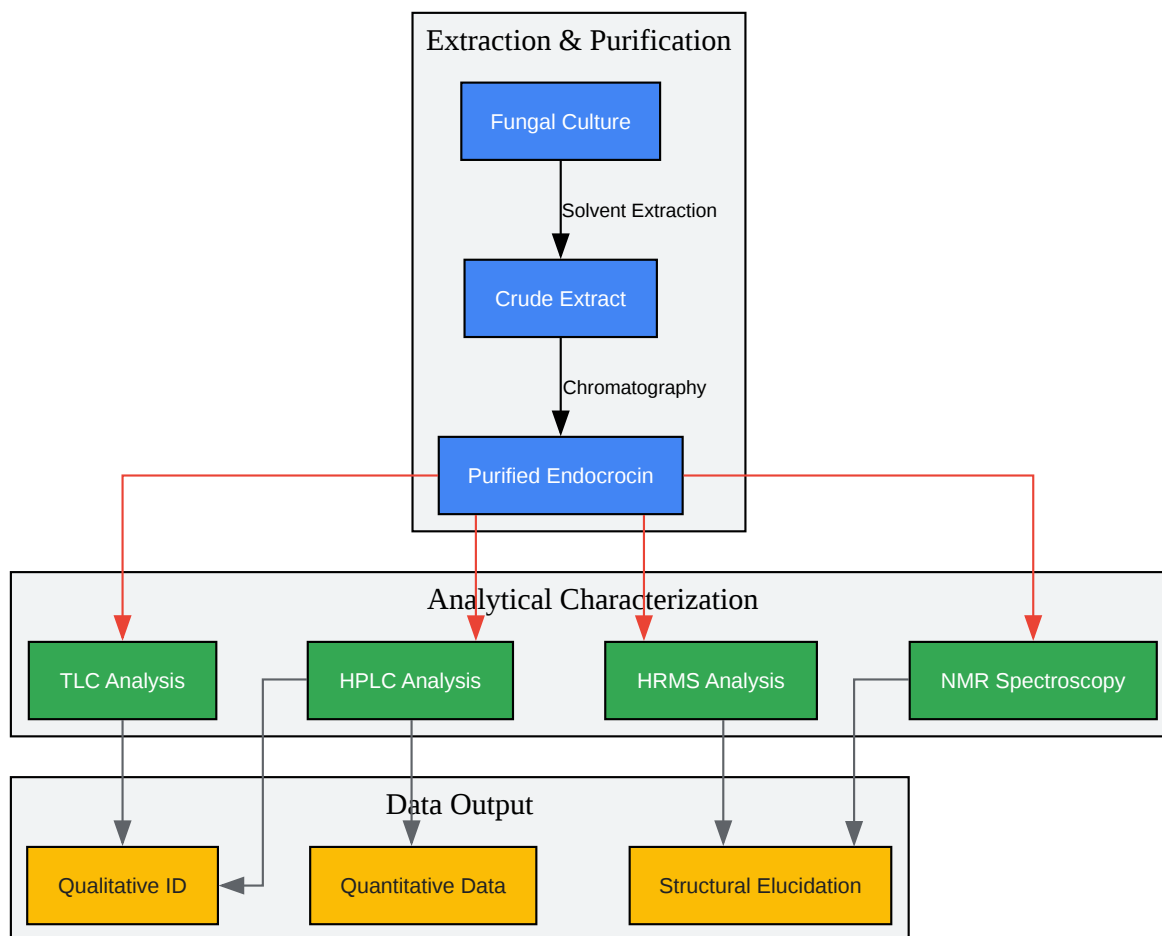 Extraction & Purification
Fungal Culture
Solvent Extraction
Crude Extract
Chromatography
Purified Endocrocin
Analytical Characterization
TLC Analysis
HPLC Analysis
HRMS Analysis
NMR Spectroscopy
Data Output
Qualitative ID
Quantitative Data
Structural Elucidation